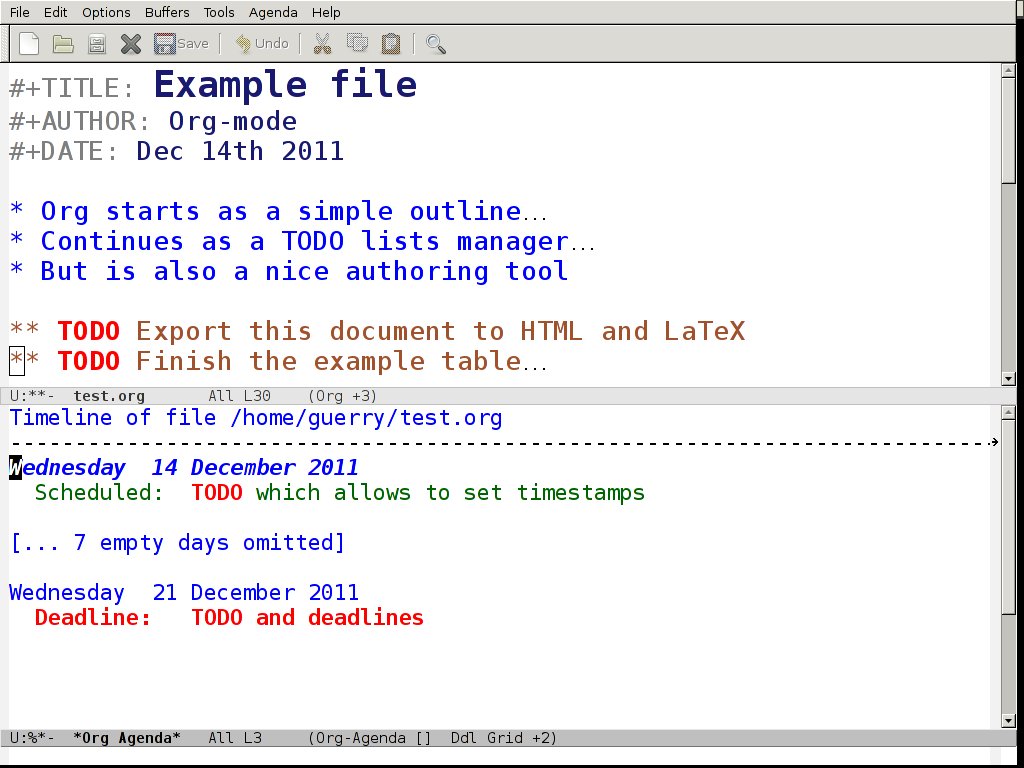 File Edit Options Buffers Tools Agenda Help
Save Undo
#+TITLE: Example file
#+AUTHOR: Org-mode
#+DATE: Dec 14th 2011
* Org starts as a simple outline...
* Continues as a TODO lists manager...
* But is also a nice authoring tool
** TODO Export this document to HTML and LaTeX
** TODO Finish the example table...
U:**- test.org All L30 (Org +3)
Timeline of file /home/guerry/test.org
Wednesday 14 December 2011
Scheduled: TODO which allows to set timestamps
[... 7 empty days omitted]
Wednesday 21 December 2011
Deadline: TODO and deadlines
U:%*- *Org Agenda* All L3 (Org-Agenda [] Ddl Grid +2)